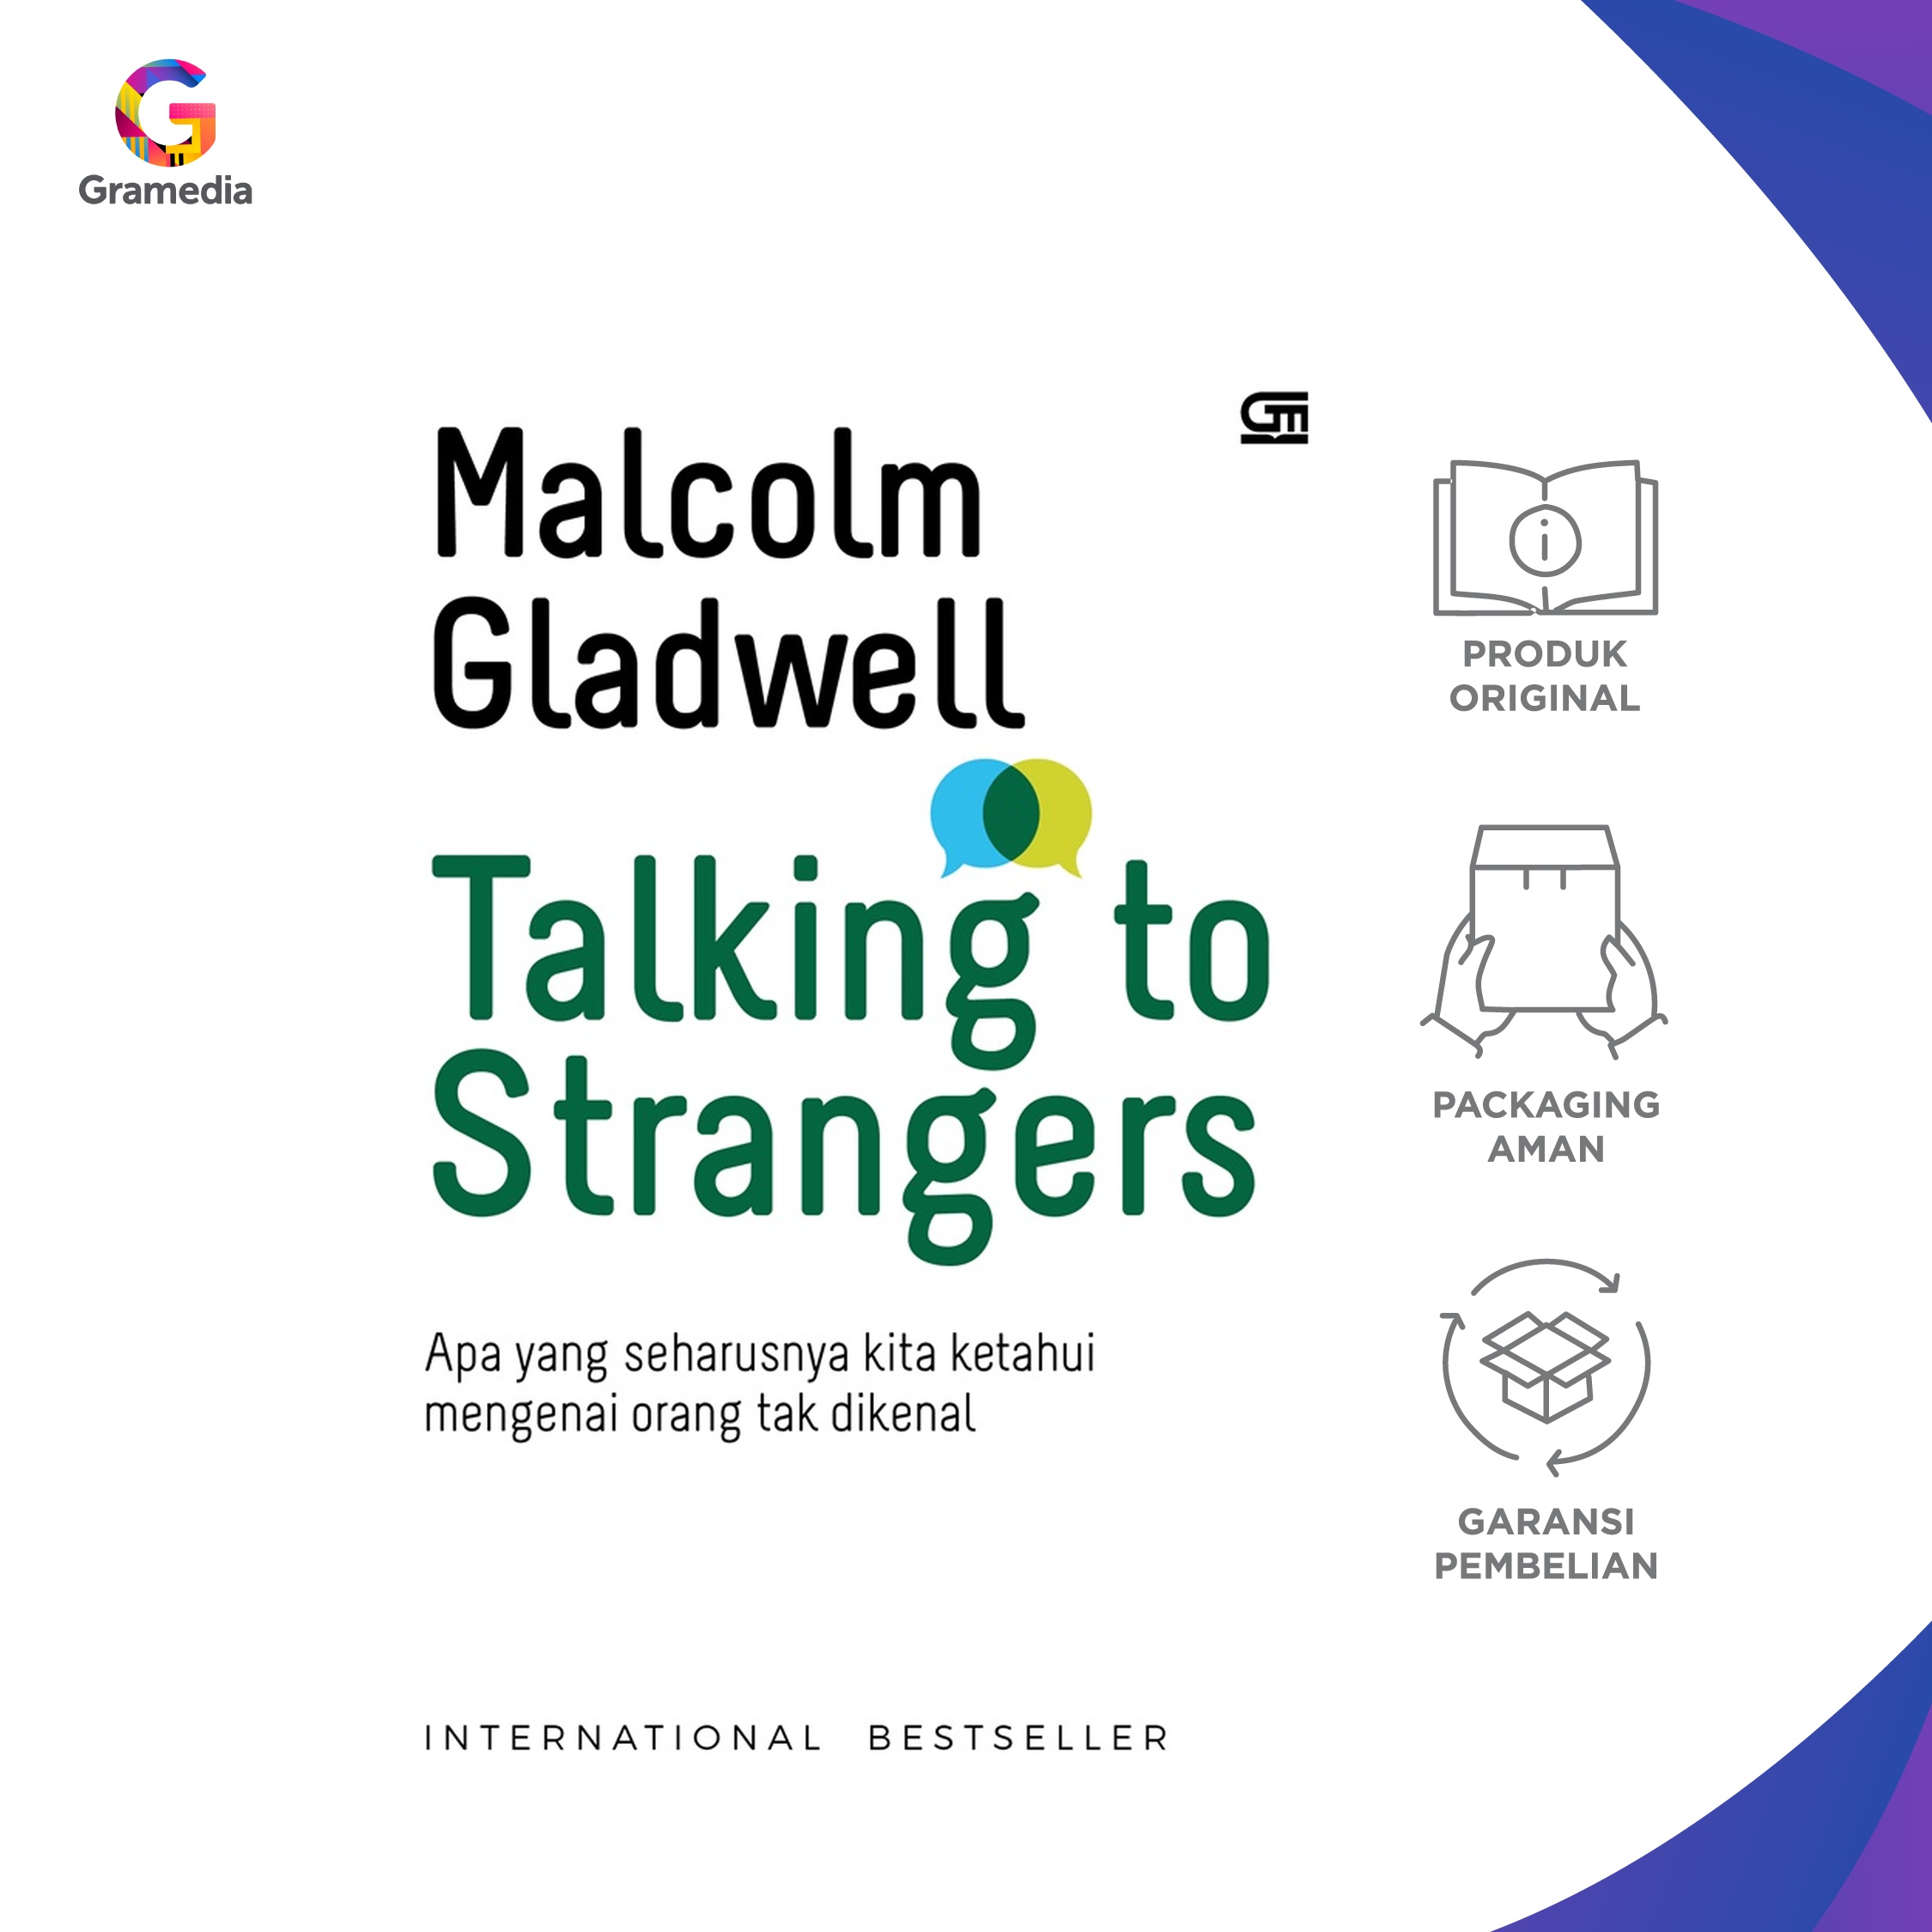 Gramedia
Malcolm
Gladwell
Talking to
Strangers
Apa yang seharusnya kita ketahui
mengenai orang tak dikenal
INTERNATIONAL BESTSELLER
PRODUK
ORIGINAL
PACKAGING
AMAN
GARANSI
PEMBELIAN